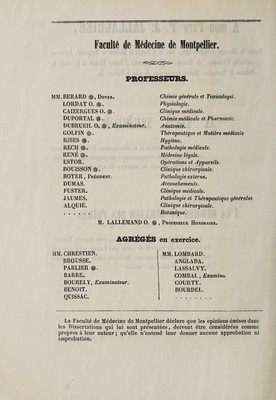 Faculté de Médecine de Montpellier.
PROFESSEURS.
MM. BERARD ✻, DOYEN. Chimie générale et Toxicologi.
LORDAT O. ✻. Physiologie.
CAIZERGUES O. ✻. Clinique médicale.
DUPORTAL ✻. Chimie médicale et Pharmacie.
DUBRUEIL O. ✻, Examinateur. Anatomie.
GOLFIN ✻. Thérapeutique et Matière médicale
RIBES ✻. Hygiène.
RECH ✻. Pathologie médicale.
RENÉ ✻. Médecine légale.
ESTOR. Opérations et Appareils.
BOUISSON ✻. Clinique chirurgicale.
BOYER, PRÉSIDENT. Pathologie externe.
DUMAS. Accouchements.
FUSTER. Clinique médicale.
JAUMES. Pathologie et Thérapeutique générales
ALQUIÉ. Clinique chirurgicale.
. . . . . . Botanique.
M. LALLEMAND O. ✻, PROFESSEUR HONORAIRE.
AGRÉGÉS en exercice.
MM. CHRESTIEN.
BROUSSE.
PARLIER ✻.
BARRE.
BOURELY, Examinateur.
BENOIT.
QUISSAC.
MM. LOMBARD.
ANGLADA.
LASSALVY.
COMBAL, Examina.
COURTY.
BOURDEL.
. . . . . . . .
La Faculté de Médecine de Montpellier déclare que les opinions émises dans
les Dissertations qui lui sont présentées, doivent être considérées comme
propres à leur auteur; qu'elle n'entend leur donner aucune approbation ni
improbation.